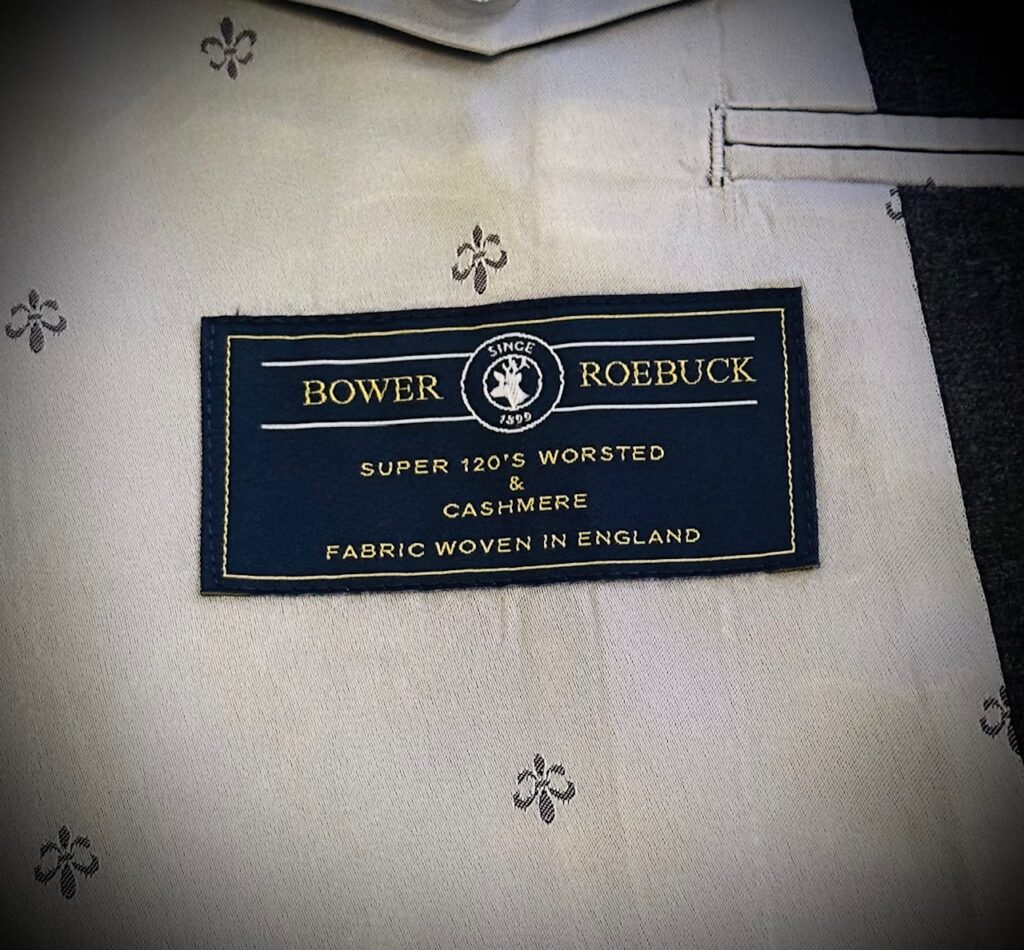 SINCE
BOWER ROEBUCK
1899
SUPER 120'S WORSTED
&
CASHMERE
FABRIC WOVEN IN ENGLAND